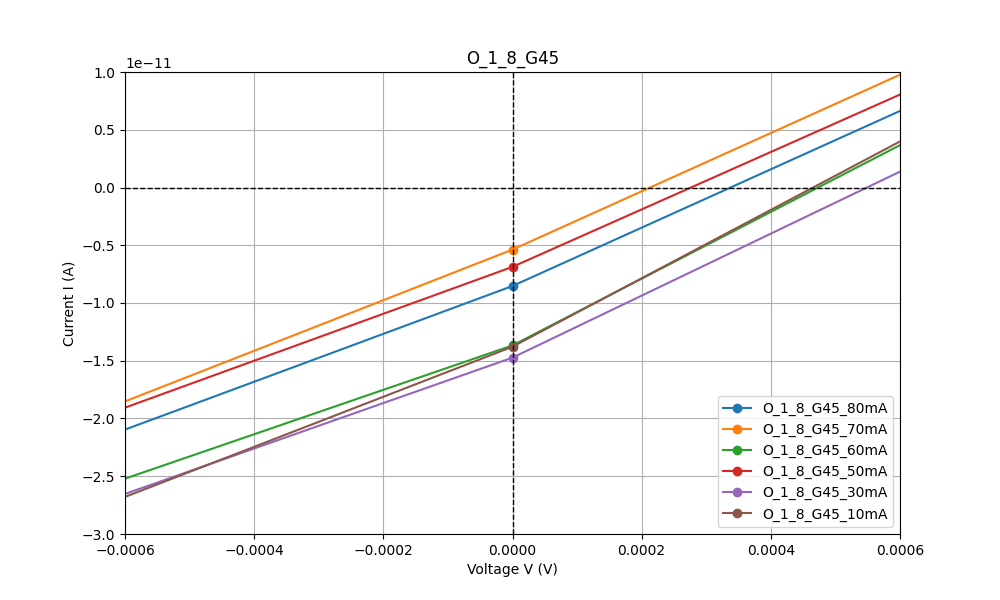 O_1_8_G45
1e−11
1.0
0.5
0.0
−0.5
−1.0
−1.5
−2.0
−2.5
−3.0
Current I (A)
O_1_8_G45_80mA
O_1_8_G45_70mA
O_1_8_G45_60mA
O_1_8_G45_50mA
O_1_8_G45_30mA
O_1_8_G45_10mA
−0.0006 −0.0004 −0.0002 0.0000 0.0002 0.0004 0.0006
Voltage V (V)